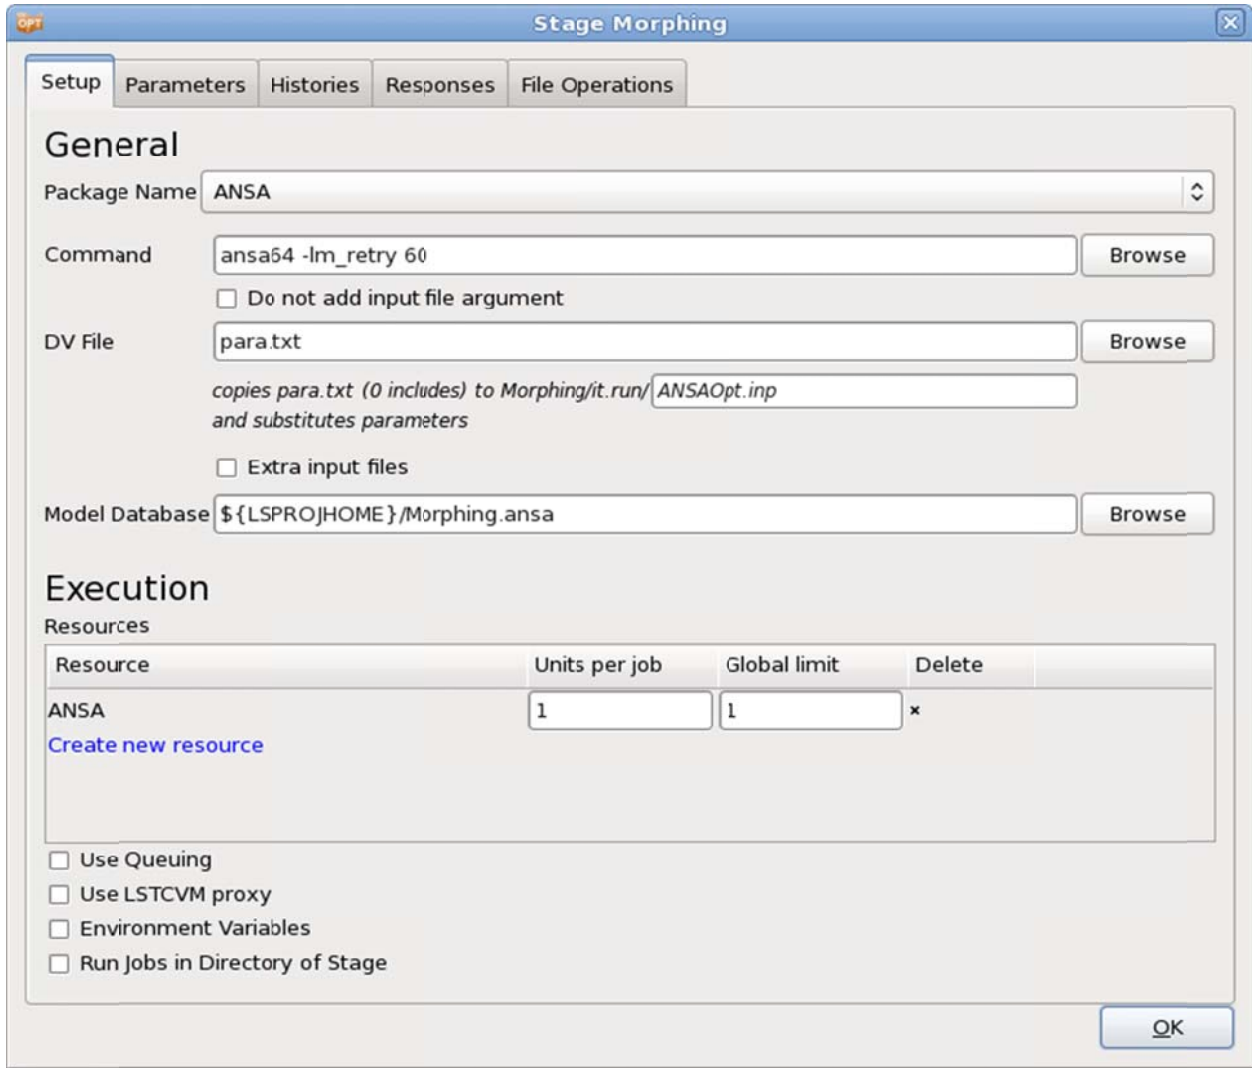 OPT
Stage Morphing
Setup Parameters Histories Responses File Operations
General
Package Name ANSA
Command ansa64 -lm_retry 60 Browse
Do not add input file argument
DV File para.txt Browse
copies para.txt (0 includes) to Morphing/it.run/ ANSAOpt.inp
and substitutes parameters
Extra input files
Model Database ${LSPROJHOME}/Morphing.ansa Browse
Execution
Resources
Resource Units per job Global limit Delete
ANSA 1 1 ×
Create new resource
Use Queuing
Use LSTCVM proxy
Environment Variables
Run Jobs in Directory of Stage
OK